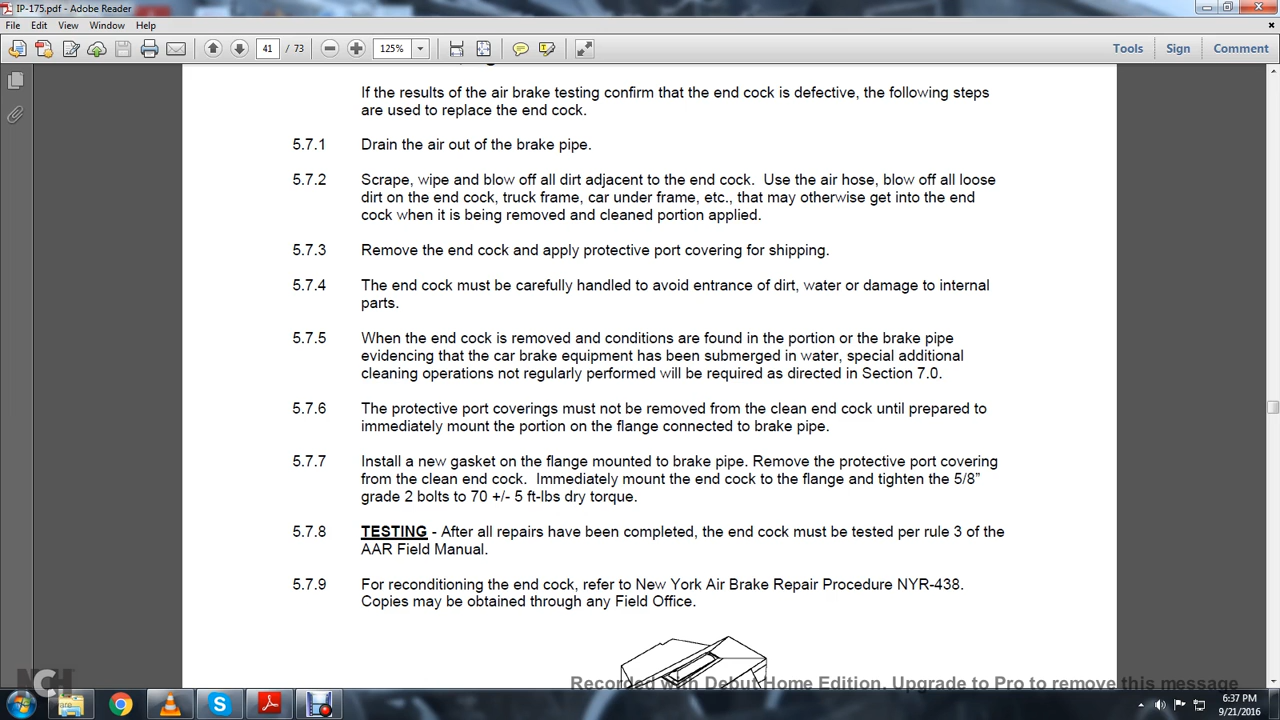 IP-175.pdf - Adobe Reader
File Edit View Window Help
41 / 73 125% Tools Sign Comment
If the results of the air brake testing confirm that the end cock is defective, the following steps
are used to replace the end cock.
5.7.1 Drain the air out of the brake pipe.
5.7.2 Scrape, wipe and blow off all dirt adjacent to the end cock. Use the air hose, blow off all loose
dirt on the end cock, truck frame, car under frame, etc., that may otherwise get into the end
cock when it is being removed and cleaned portion applied.
5.7.3 Remove the end cock and apply protective port covering for shipping.
5.7.4 The end cock must be carefully handled to avoid entrance of dirt, water or damage to internal
parts.
5.7.5 When the end cock is removed and conditions are found in the portion or the brake pipe
evidencing that the car brake equipment has been submerged in water, special additional
cleaning operations not regularly performed will be required as directed in Section 7.0.
5.7.6 The protective port coverings must not be removed from the clean end cock until prepared to
immediately mount the portion on the flange connected to brake pipe.
5.7.7 Install a new gasket on the flange mounted to brake pipe. Remove the protective port covering
from the clean end cock. Immediately mount the end cock to the flange and tighten the 5/8”
grade 2 bolts to 70 +/- 5 ft-lbs dry torque.
5.7.8 TESTING - After all repairs have been completed, the end cock must be tested per rule 3 of the
AAR Field Manual.
5.7.9 For reconditioning the end cock, refer to New York Air Brake Repair Procedure NYR-438.
Copies may be obtained through any Field Office.
NCH
Recorded with Debut Home Edition. Upgrade to Pro to remove this message
6:37 PM
9/21/2016